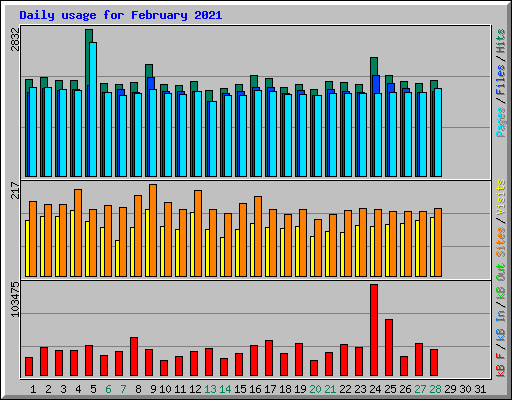 Daily usage for February 2021
2832
217
103475
Pages / Files / Hits
Sites / Visits
kB F / kB In / kB Out
1 2 3 4 5 6 7 8 9 10 11 12 13 14 15 16 17 18 19 20 21 22 23 24 25 26 27 28 29 30 31